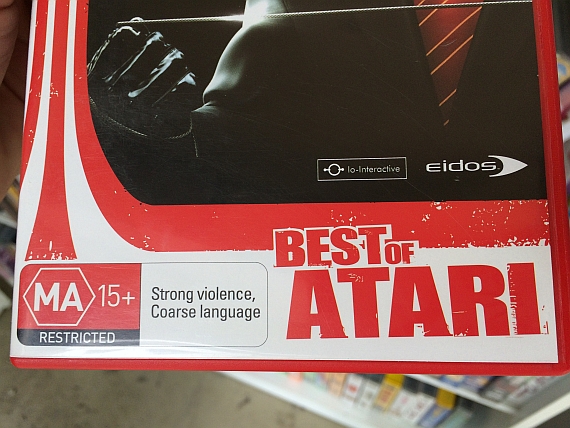 Io-Interactive
eidos
BEST OF
ATARI
MA 15+
RESTRICTED
Strong violence,
Coarse language